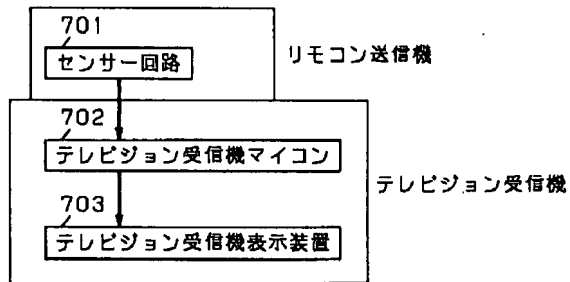 701
センサー回路
リモコン送信機
702
テレビジョン受信機マイコン
テレビジョン受信機
703
テレビジョン受信機表示装置